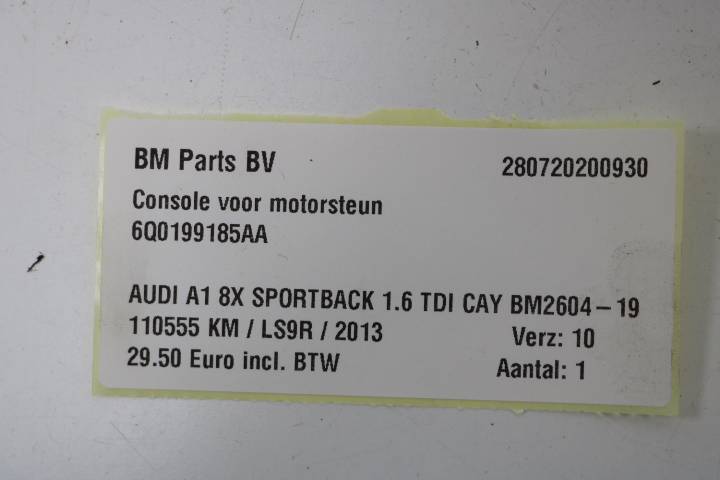 BM Parts BV 280720200930
Console voor motorsteun
6Q0199185AA
AUDI A1 8X SPORTBACK 1.6 TDI CAY BM2604-19
110555 KM / LS9R / 2013 Verz: 10
29.50 Euro incl. BTW Aantal: 1